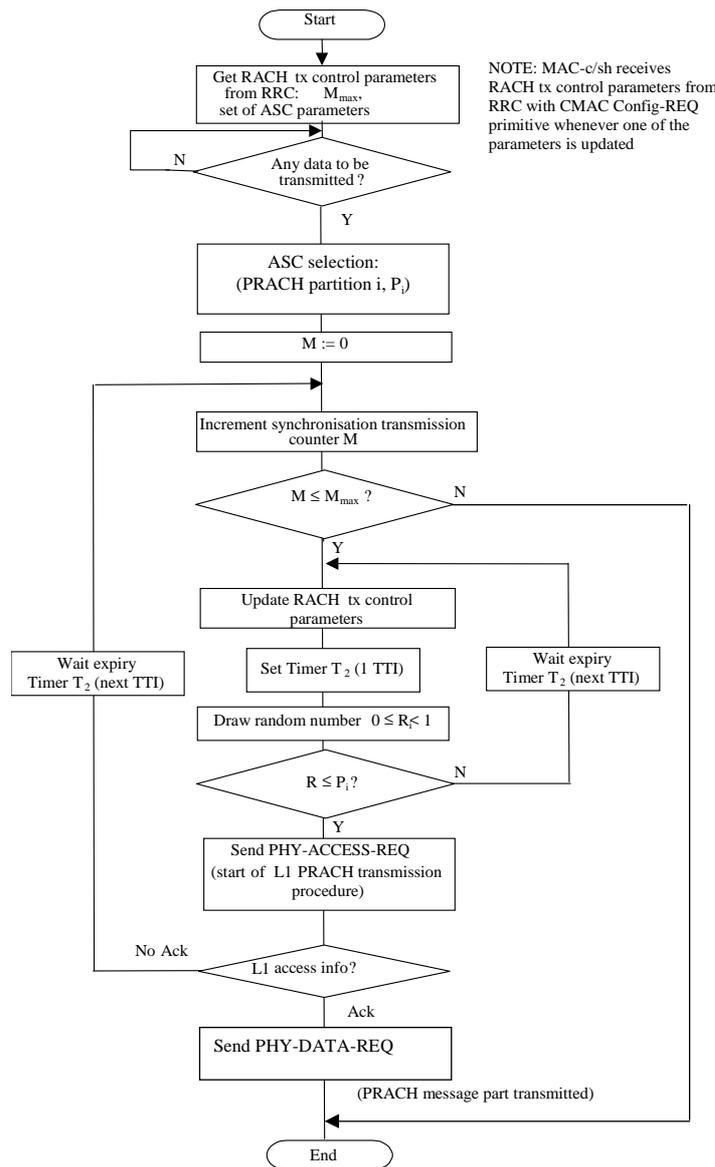 Start
Get RACH tx control parameters
from RRC: Mmax,
set of ASC parameters
NOTE: MAC-c/sh receives
RACH tx control parameters from
RRC with CMAC Config-REQ
primitive whenever one of the
parameters is updated
N
Any data to be
transmitted ?
Y
ASC selection:
(PRACH partition i, Pi)
M := 0
Increment synchronisation transmission
counter M
M ≤ Mmax ?
N
Y
Update RACH tx control
parameters
Wait expiry
Timer T2 (next TTI)
Set Timer T2 (1 TTI)
Wait expiry
Timer T2 (next TTI)
Draw random number 0 ≤ Ri< 1
R ≤ Pi?
N
Y
Send PHY-ACCESS-REQ
(start of L1 PRACH transmission
procedure)
No Ack
L1 access info?
Ack
Send PHY-DATA-REQ
(PRACH message part transmitted)
End